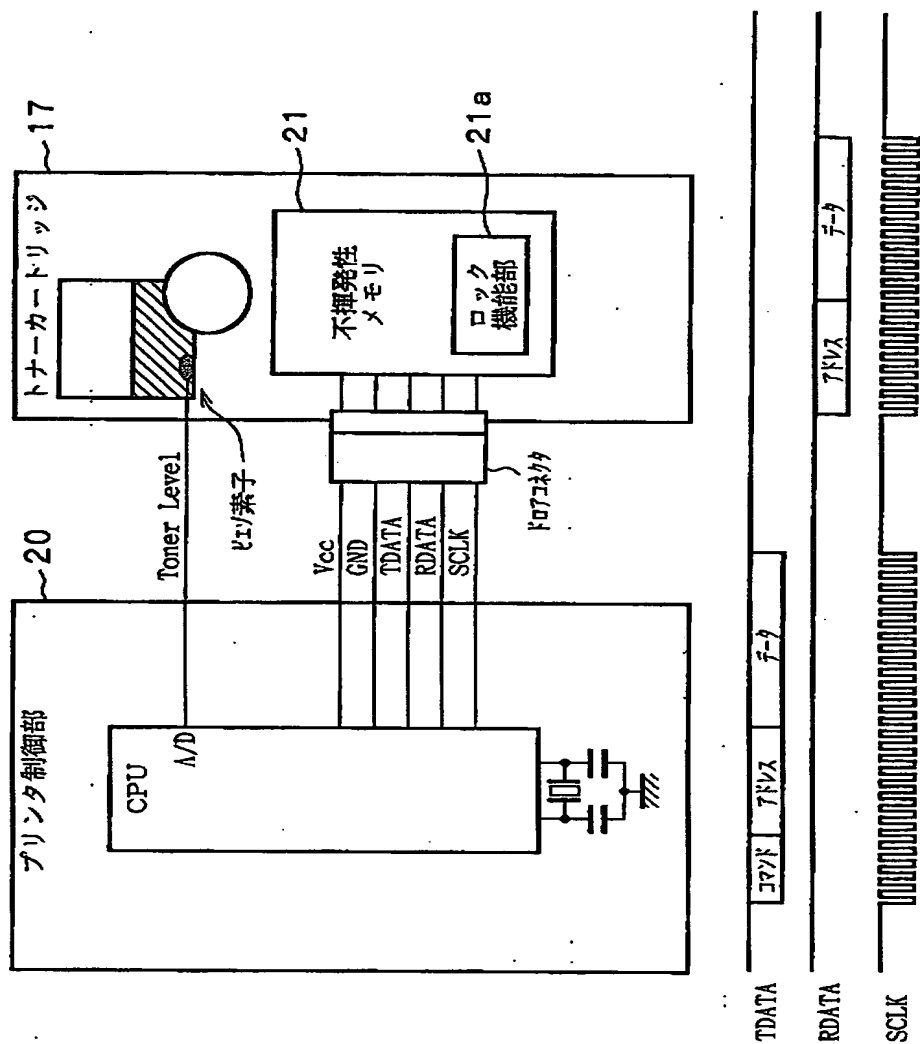 プリンタ制御部
20
CPU
A/D
Toner Level
ピエゾ素子
Vcc
GND
TDATA
RDATA
SCLK
ドロアコネクタ
トナーカートリッジ
17
不揮発性
メモリ
21
ロック
機能部
21a
TDATA
コマンド
アドレス
データ
RDATA
アドレス
データ
SCLK